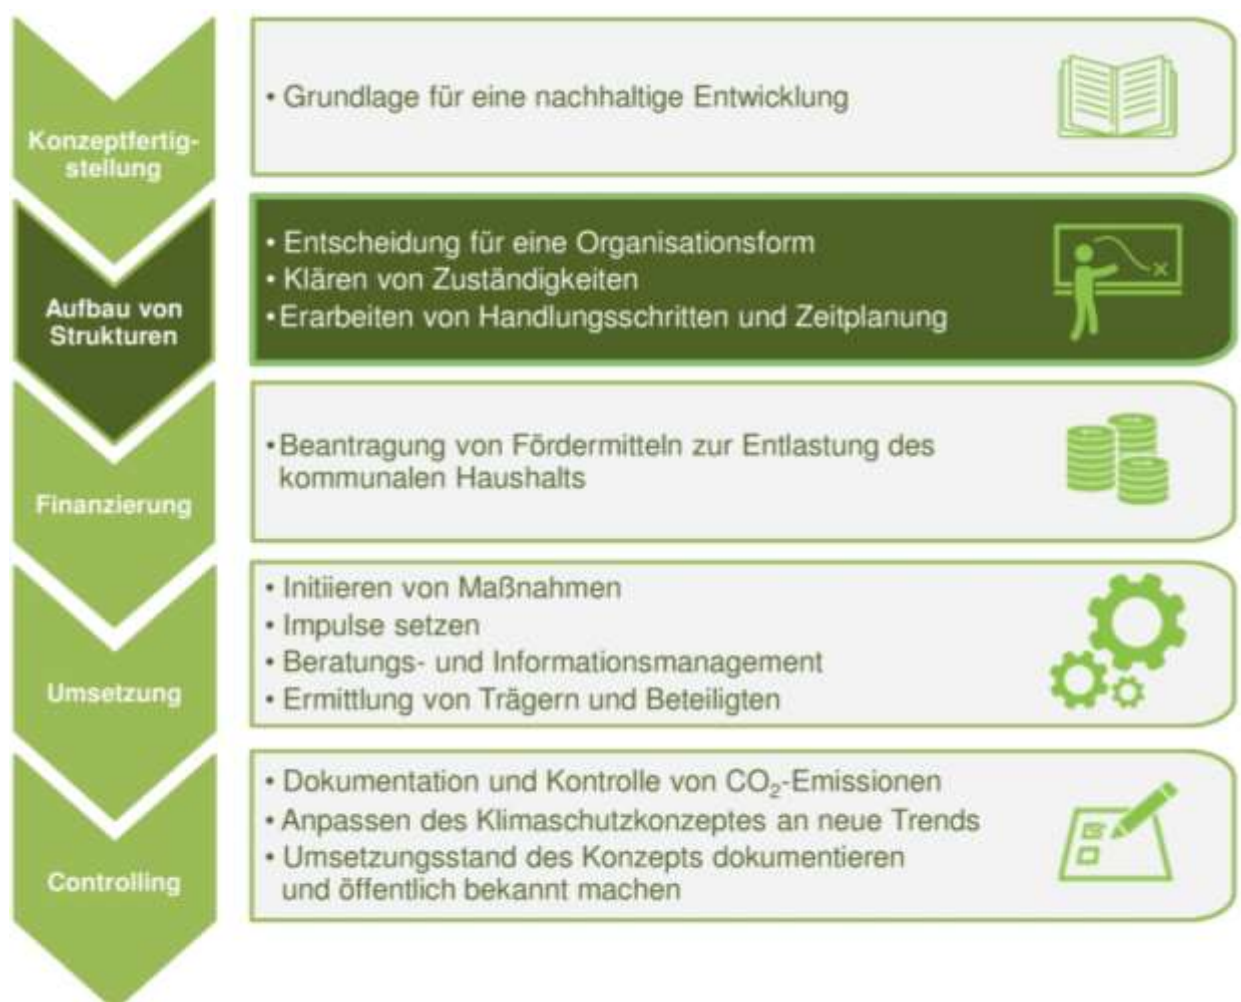 Konzeptfertig-
stellung
• Grundlage für eine nachhaltige Entwicklung
Aufbau von
Strukturen
• Entscheidung für eine Organisationsform
• Klären von Zuständigkeiten
• Erarbeiten von Handlungsschritten und Zeitplanung
Finanzierung
• Beantragung von Fördermitteln zur Entlastung des
kommunalen Haushalts
Umsetzung
• Initiieren von Maßnahmen
• Impulse setzen
• Beratungs- und Informationsmanagement
• Ermittlung von Trägern und Beteiligten
Controlling
• Dokumentation und Kontrolle von CO₂-Emissionen
• Anpassen des Klimaschutzkonzeptes an neue Trends
• Umsetzungsstand des Konzepts dokumentieren
und öffentlich bekannt machen